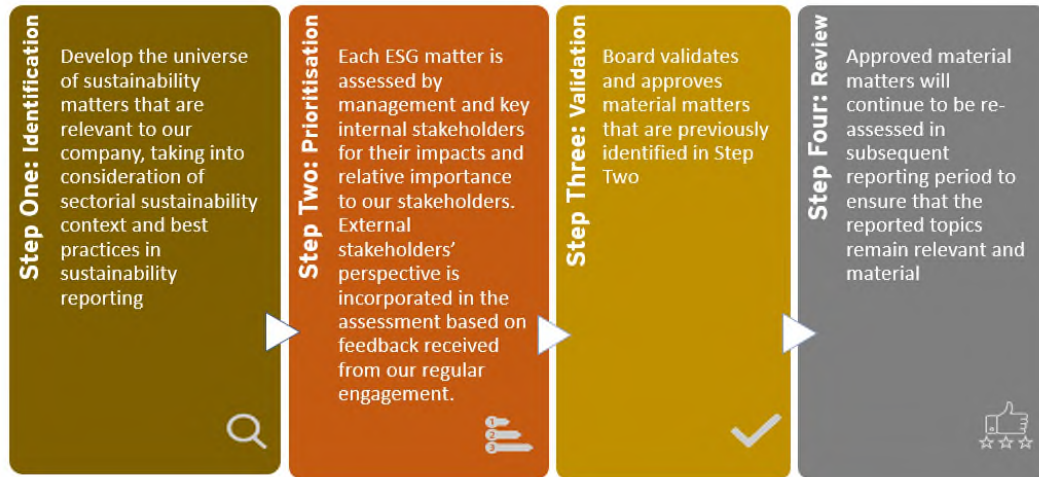 Step One: Identification
Develop the universe
of sustainability
matters that are
relevant to our
company, taking into
consideration of
sectorial sustainability
context and best
practices in
sustainability
reporting
Step Two: Prioritisation
Each ESG matter is
assessed by
management and key
internal stakeholders
for their impacts and
relative importance
to our stakeholders.
External
stakeholders’
perspective is
incorporated in the
assessment based on
feedback received
from our regular
engagement.
1
2
3
Step Three: Validation
Board validates
and approves
material matters
that are previously
identified in Step
Two
Step Four: Review
Approved material
matters will
continue to be re-
assessed in
subsequent
reporting period to
ensure that the
reported topics
remain relevant and
material